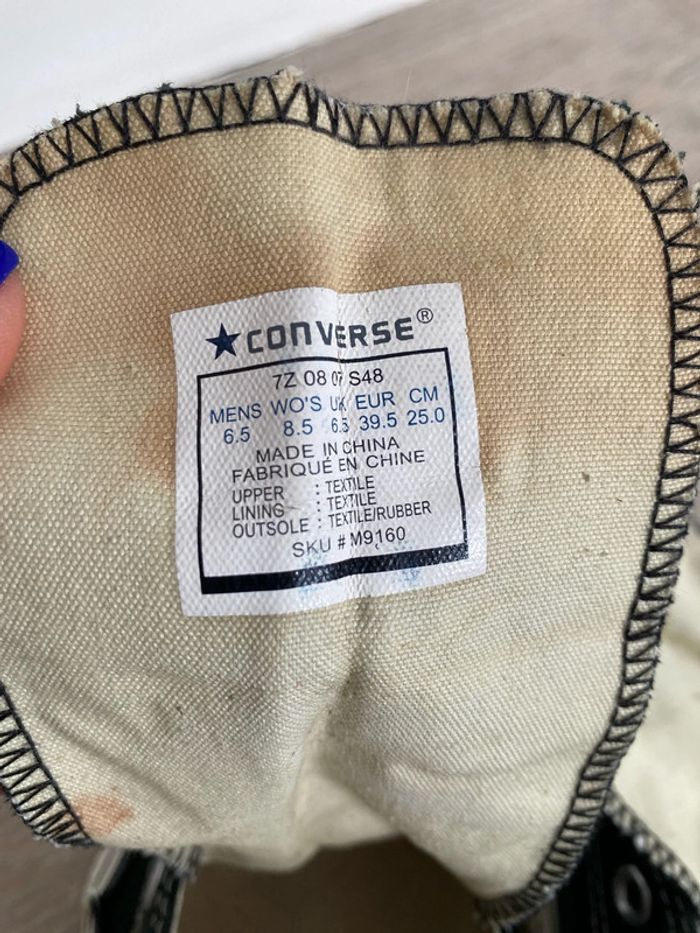 ★CONVERSE®
7Z 08 07 S48
MENS WO'S UK EUR CM
6.5 8.5 6.5 39.5 25.0
MADE IN CHINA
FABRIQUÉ EN CHINE
UPPER : TEXTILE
LINING : TEXTILE
OUTSOLE : TEXTILE/RUBBER
SKU # M9160